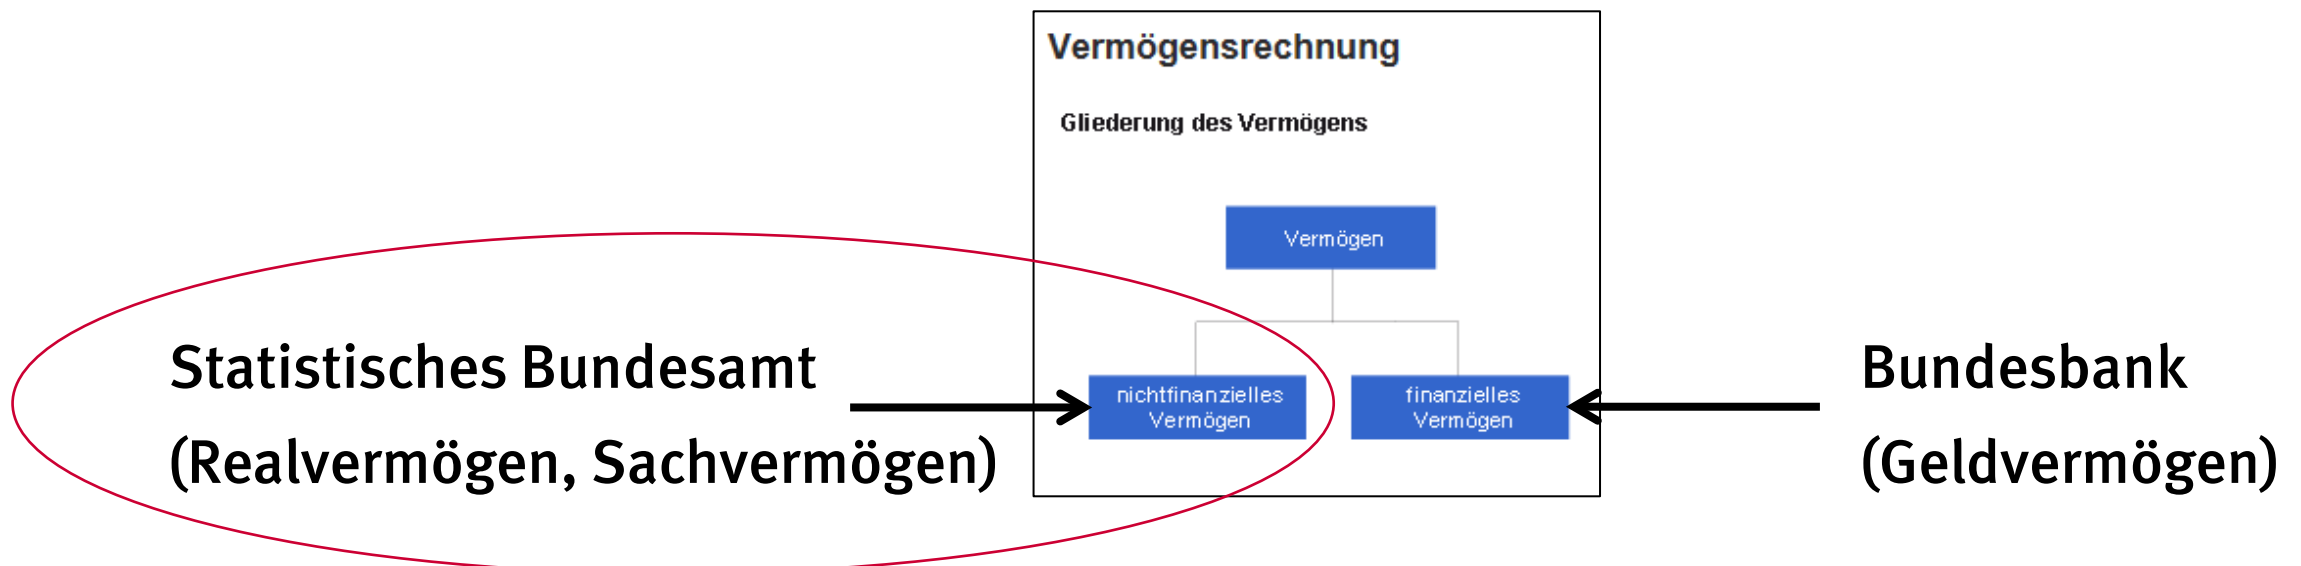 Vermögensrechnung
Gliederung des Vermögens
Vermögen
Statistisches Bundesamt
(Realvermögen, Sachvermögen)
nichtfinanzielles
Vermögen
finanzielles
Vermögen
Bundesbank
(Geldvermögen)